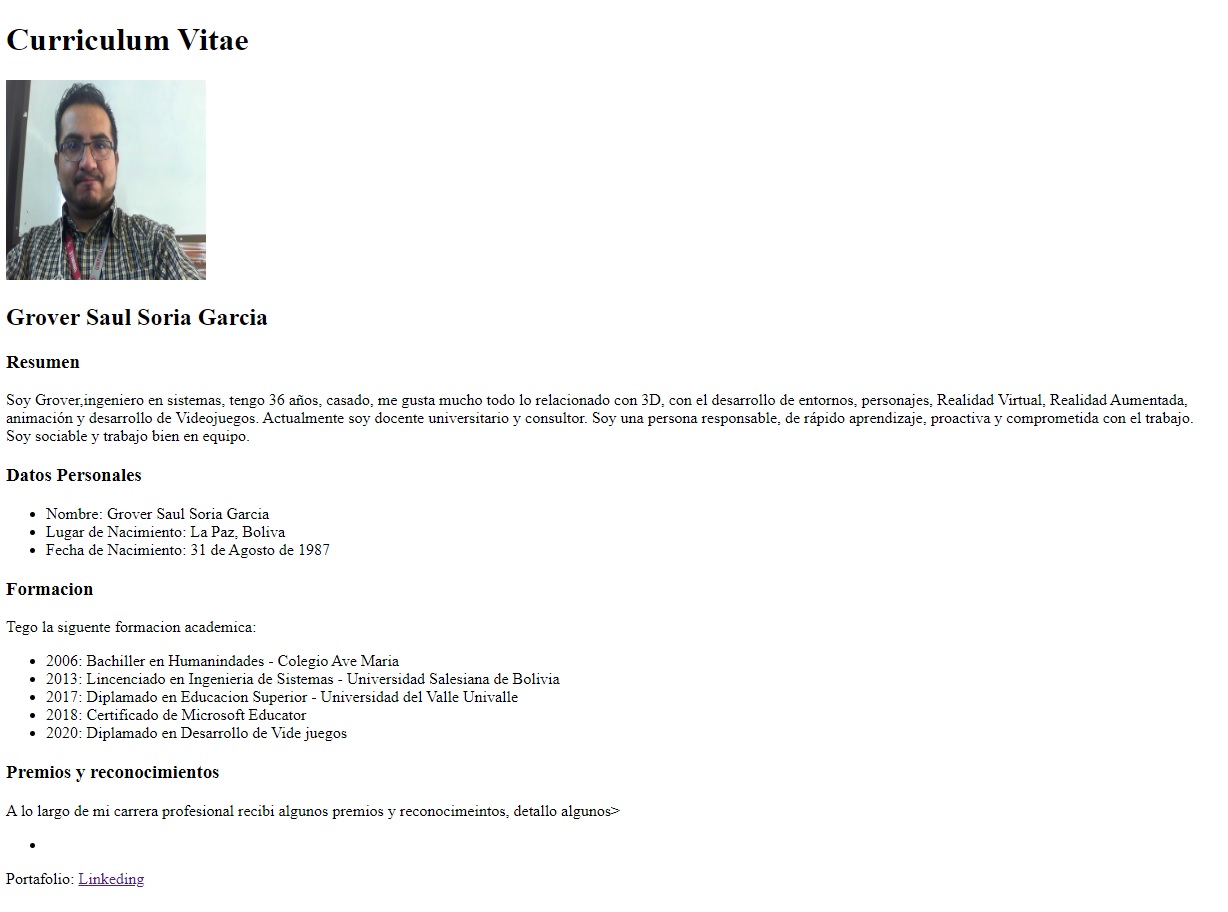 Curriculum Vitae
Grover Saul Soria Garcia
Resumen
Soy Grover,ingeniero en sistemas, tengo 36 años, casado, me gusta mucho todo lo relacionado con 3D, con el desarrollo de entornos, personajes, Realidad Virtual, Realidad Aumentada,
animación y desarrollo de Videojuegos. Actualmente soy docente universitario y consultor. Soy una persona responsable, de rápido aprendizaje, proactiva y comprometida con el trabajo.
Soy sociable y trabajo bien en equipo.
Datos Personales
• Nombre: Grover Saul Soria Garcia
• Lugar de Nacimiento: La Paz, Boliva
• Fecha de Nacimiento: 31 de Agosto de 1987
Formacion
Tego la siguente formacion academica:
• 2006: Bachiller en Humanindades - Colegio Ave Maria
• 2013: Lincenciado en Ingenieria de Sistemas - Universidad Salesiana de Bolivia
• 2017: Diplamado en Educacion Superior - Universidad del Valle Univalle
• 2018: Certificado de Microsoft Educator
• 2020: Diplamado en Desarrollo de Vide juegos
Premios y reconocimientos
A lo largo de mi carrera profesional recibi algunos premios y reconocimeintos, detallo algunos>
•
Portafolio: Linkeding